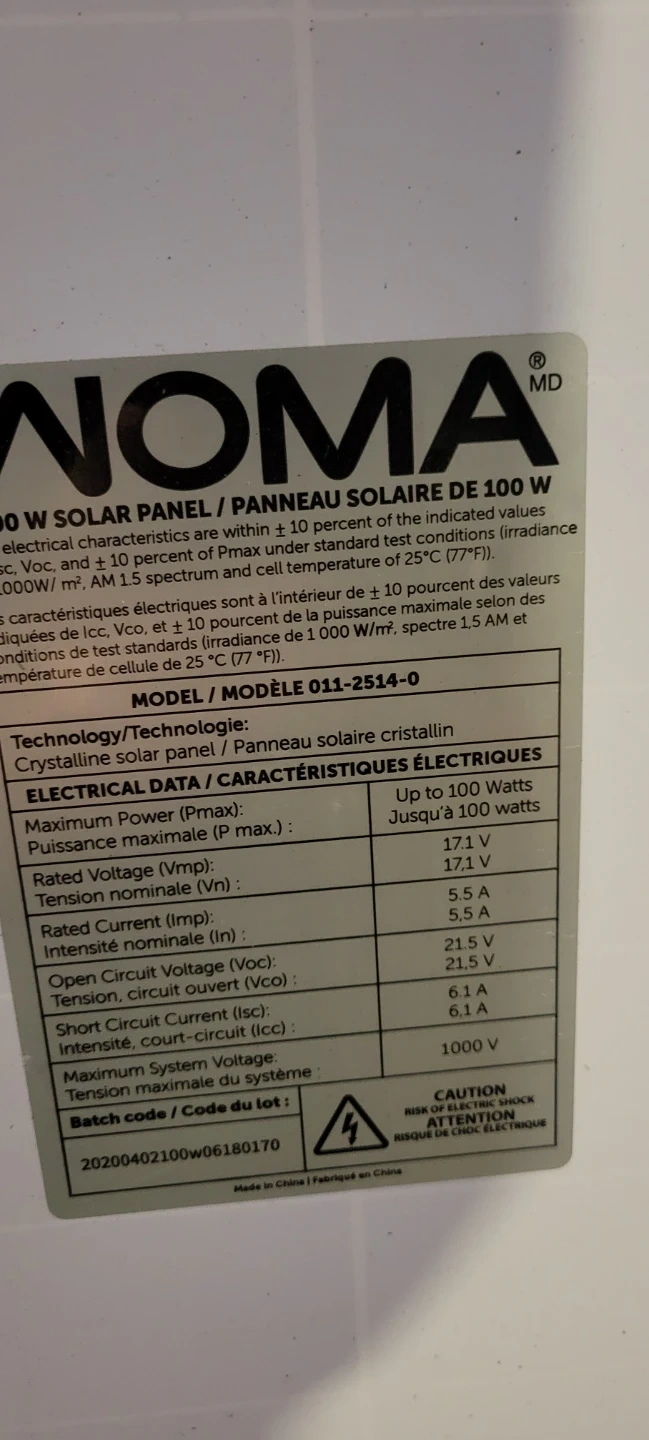 NOMA®
MD
00 W SOLAR PANEL / PANNEAU SOLAIRE DE 100 W
electrical characteristics are within ± 10 percent of the indicated values
sc, Voc, and ± 10 percent of Pmax under standard test conditions (irradiance
1000W/ m², AM 1.5 spectrum and cell temperature of 25°C (77°F)).
s caractéristiques électriques sont à l'intérieur de ± 10 pourcent des valeurs
diquées de Icc, Vco, et ± 10 pourcent de la puissance maximale selon des
onditions de test standards (irradiance de 1 000 W/m², spectre 1,5 AM et
empérature de cellule de 25 °C (77 °F)).
MODEL / MODÈLE 011-2514-0
Technology/Technologie:
Crystalline solar panel / Panneau solaire cristallin
ELECTRICAL DATA / CARACTÉRISTIQUES ÉLECTRIQUES
Maximum Power (Pmax): Up to 100 Watts
Puissance maximale (P max.) : Jusqu'à 100 watts
Rated Voltage (Vmp): 17.1 V
Tension nominale (Vn) : 17,1 V
Rated Current (Imp): 5.5 A
Intensité nominale (In) : 5,5 A
Open Circuit Voltage (Voc): 21.5 V
Tension, circuit ouvert (Vco) : 21,5 V
Short Circuit Current (Isc): 6.1 A
Intensité, court-circuit (Icc) : 6,1 A
Maximum System Voltage: 1000 V
Tension maximale du système :
Batch code / Code du lot :
20200402100w06180170
CAUTION
RISK OF ELECTRIC SHOCK
ATTENTION
RISQUE DE CHOC ÉLECTRIQUE
Made in China | Fabriqué en Chine